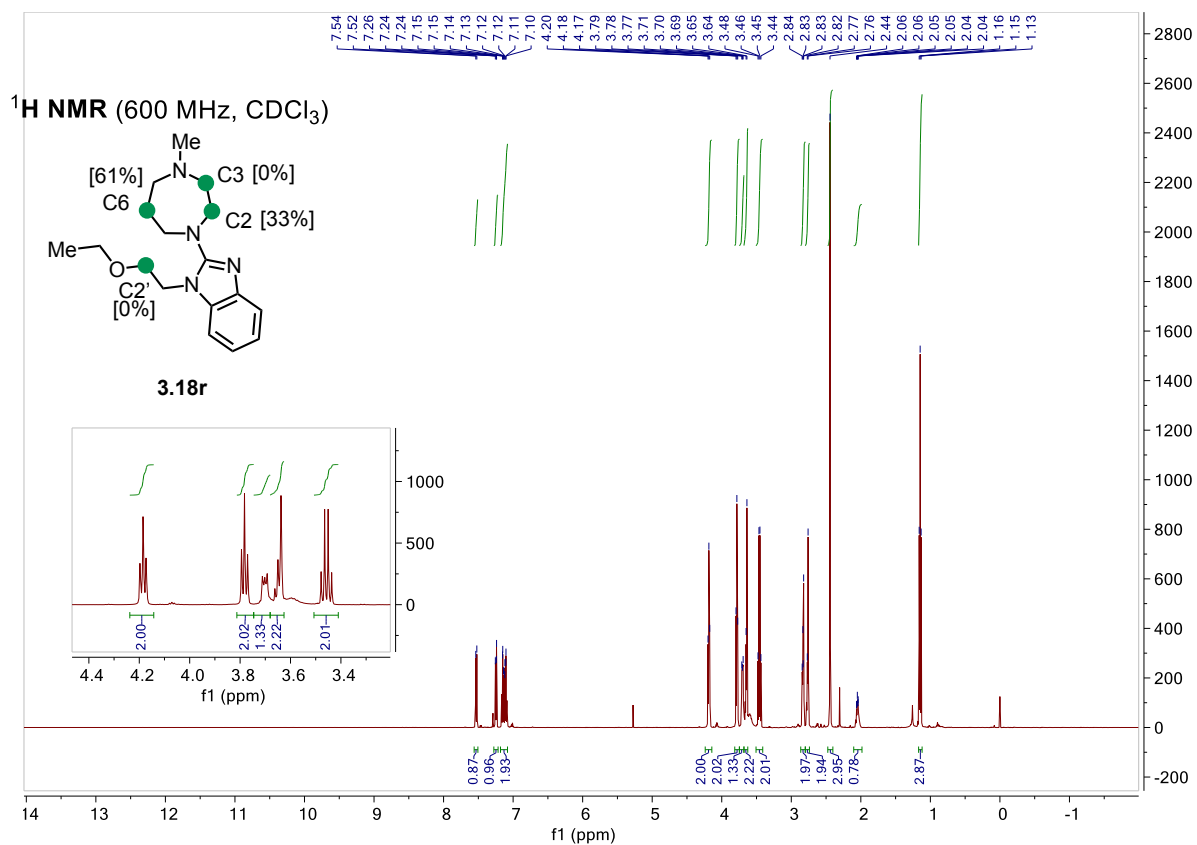 7.54 7.52 7.26 7.24 7.24 7.15 7.15 7.14 7.13 7.12 7.12 7.11 7.10 4.20 4.18 4.17 3.79 3.78 3.77 3.71 3.70 3.69 3.65 3.64 3.48 3.46 3.45 3.44 2.84 2.83 2.83 2.82 2.77 2.76 2.44 2.06 2.06 2.05 2.05 2.04 2.04 1.16 1.15 1.13
¹H NMR (600 MHz, CDCl₃)
Me
[61%]
N
C3 [0%]
C6
C2 [33%]
N
Me
O
N
N
C2'
[0%]
3.18r
1000
500
0
2.00 2.02 1.33 2.22 2.01
4.4 4.2 4.0 3.8 3.6 3.4
f1 (ppm)
2800
2600
2400
2200
2000
1800
1600
1400
1200
1000
800
600
400
200
0
-200
0.87 0.96 1.93 2.00 2.02 1.33 2.22 2.01 1.97 1.94 2.95 0.78 2.87
14 13 12 11 10 9 8 7 6 5 4 3 2 1 0 -1
f1 (ppm)